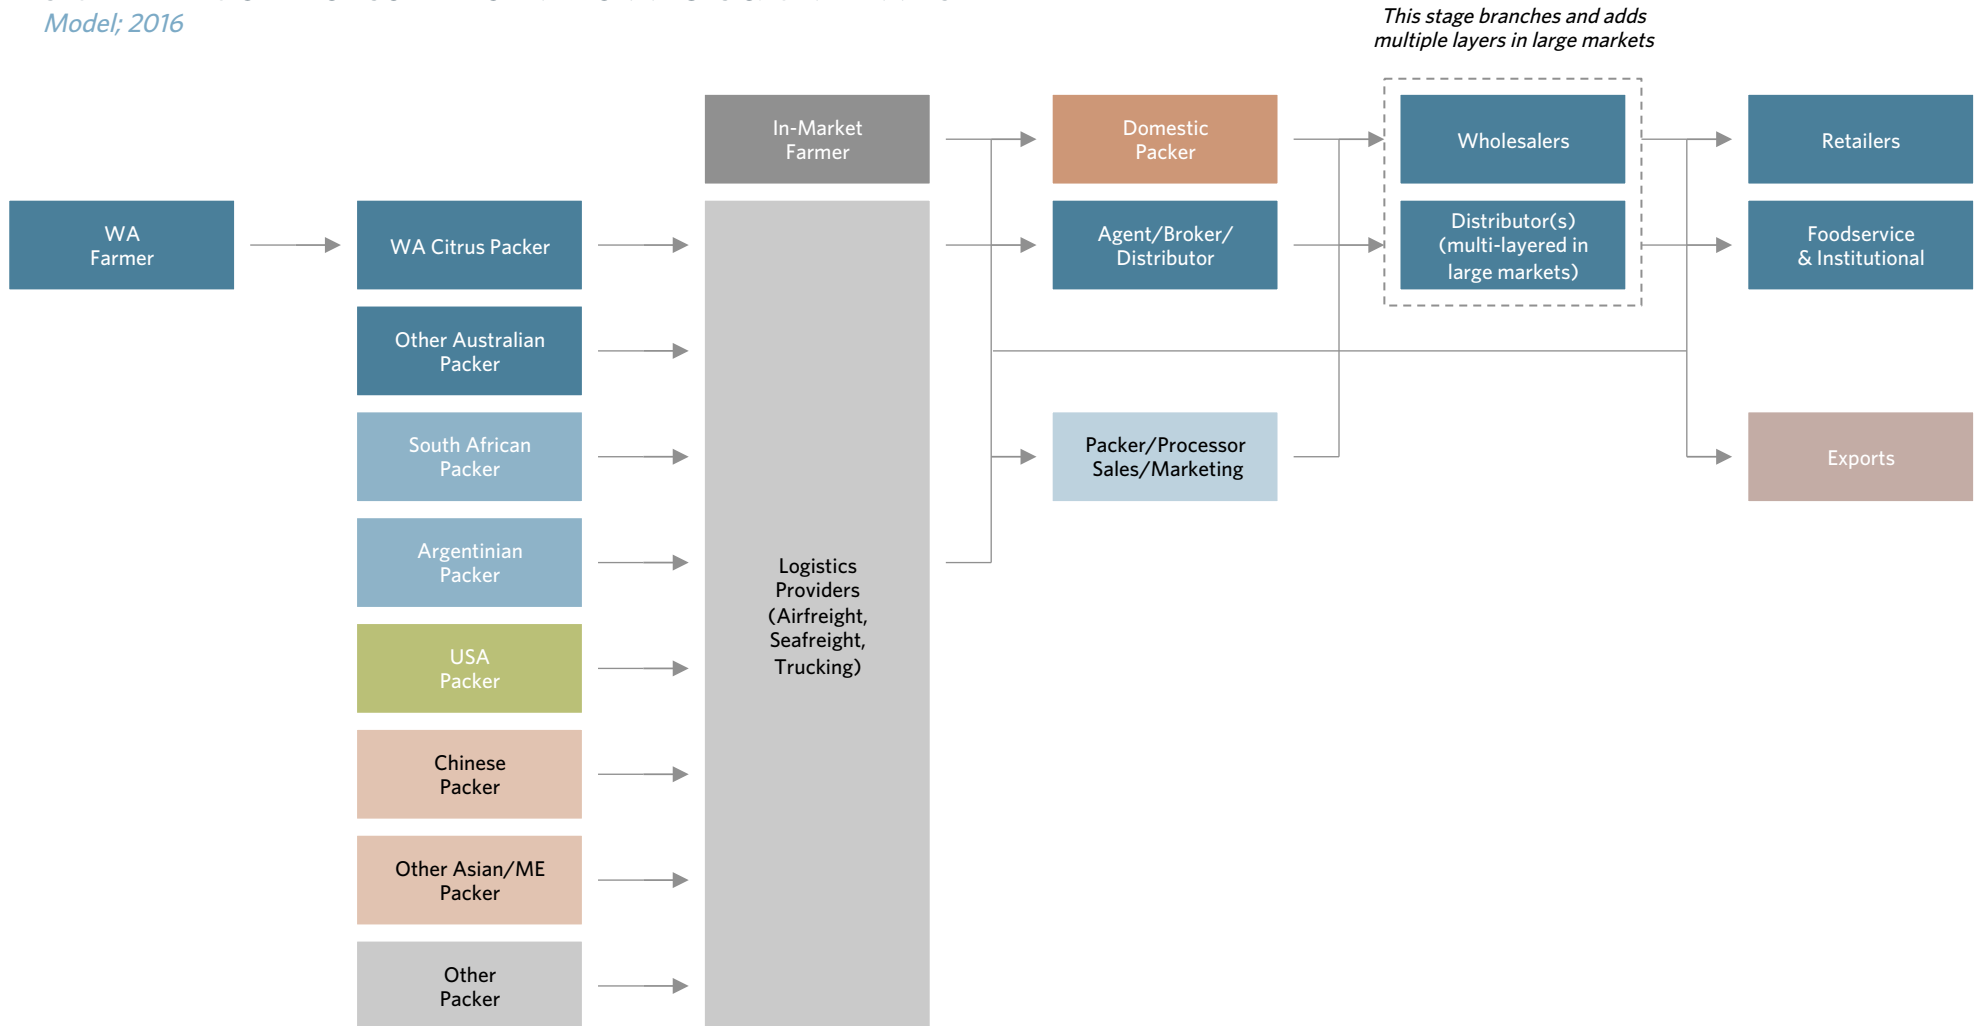 Model; 2016
This stage branches and adds
multiple layers in large markets
In-Market
Farmer
Domestic
Packer
Wholesalers
Retailers
WA
Farmer
WA Citrus Packer
Agent/Broker/
Distributor
Distributor(s)
(multi-layered in
large markets)
Foodservice
& Institutional
Other Australian
Packer
South African
Packer
Packer/Processor
Sales/Marketing
Exports
Argentinian
Packer
Logistics
Providers
(Airfreight,
Seafreight,
Trucking)
USA
Packer
Chinese
Packer
Other Asian/ME
Packer
Other
Packer